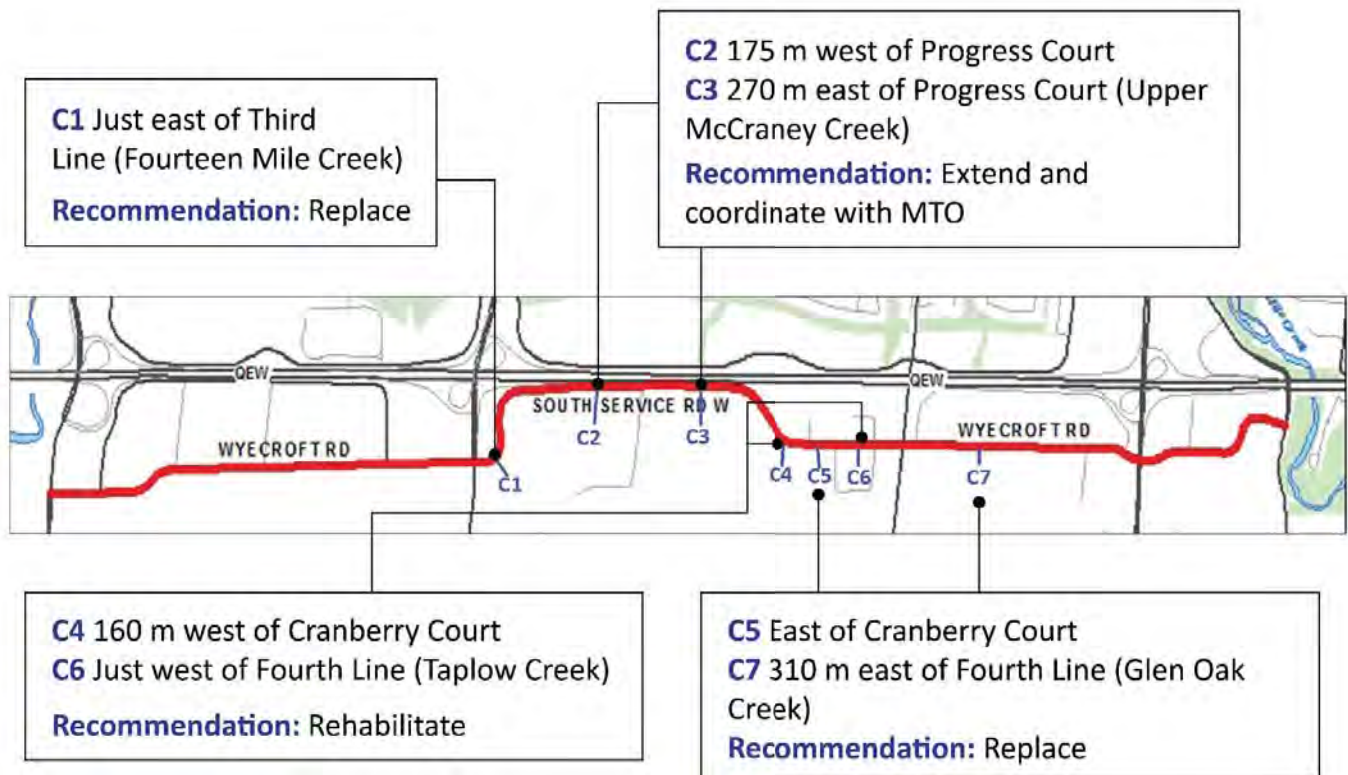 C1 Just east of Third
Line (Fourteen Mile Creek)
Recommendation: Replace
C2 175 m west of Progress Court
C3 270 m east of Progress Court (Upper
McCraney Creek)
Recommendation: Extend and
coordinate with MTO
QEW
QEW
SOUTH SERVICE RD W
C2
C3
WYECROFT RD
WYECROFT RD
C1
C4
C5
C6
C7
C4 160 m west of Cranberry Court
C6 Just west of Fourth Line (Taplow Creek)
Recommendation: Rehabilitate
C5 East of Cranberry Court
C7 310 m east of Fourth Line (Glen Oak
Creek)
Recommendation: Replace